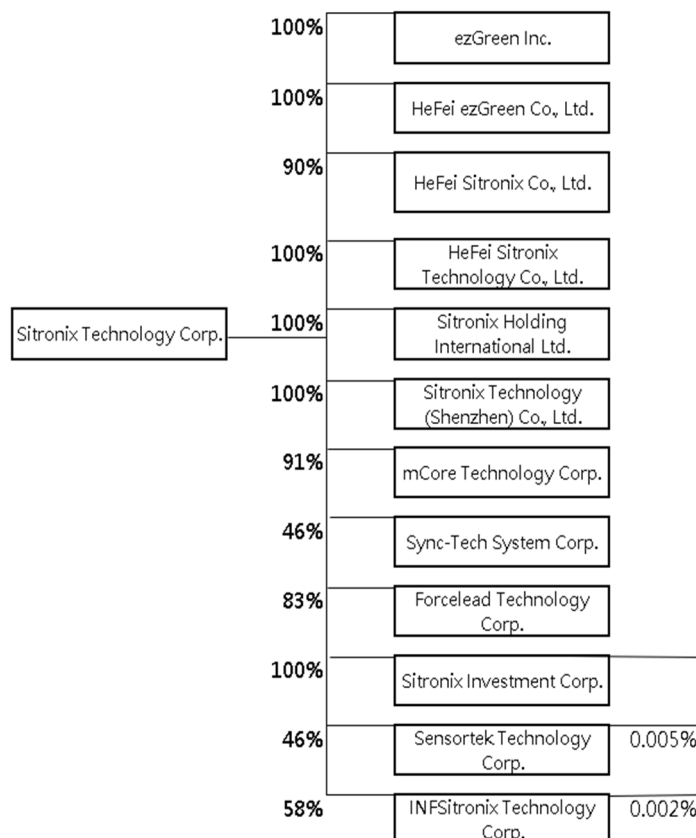 100%
ezGreen Inc.
100%
HeFei ezGreen Co., Ltd.
90%
HeFei Sitronix Co., Ltd.
100%
HeFei Sitronix
Technology Co., Ltd.
Sitronix Technology Corp.
100%
Sitronix Holding
International Ltd.
100%
Sitronix Technology
(Shenzhen) Co., Ltd.
91%
mCore Technology Corp.
46%
Sync-Tech System Corp.
83%
Forcelead Technology
Corp.
100%
Sitronix Investment Corp.
46%
Sensortek Technology
Corp.
0.005%
58%
INFSitronix Technology
Corp.
0.002%